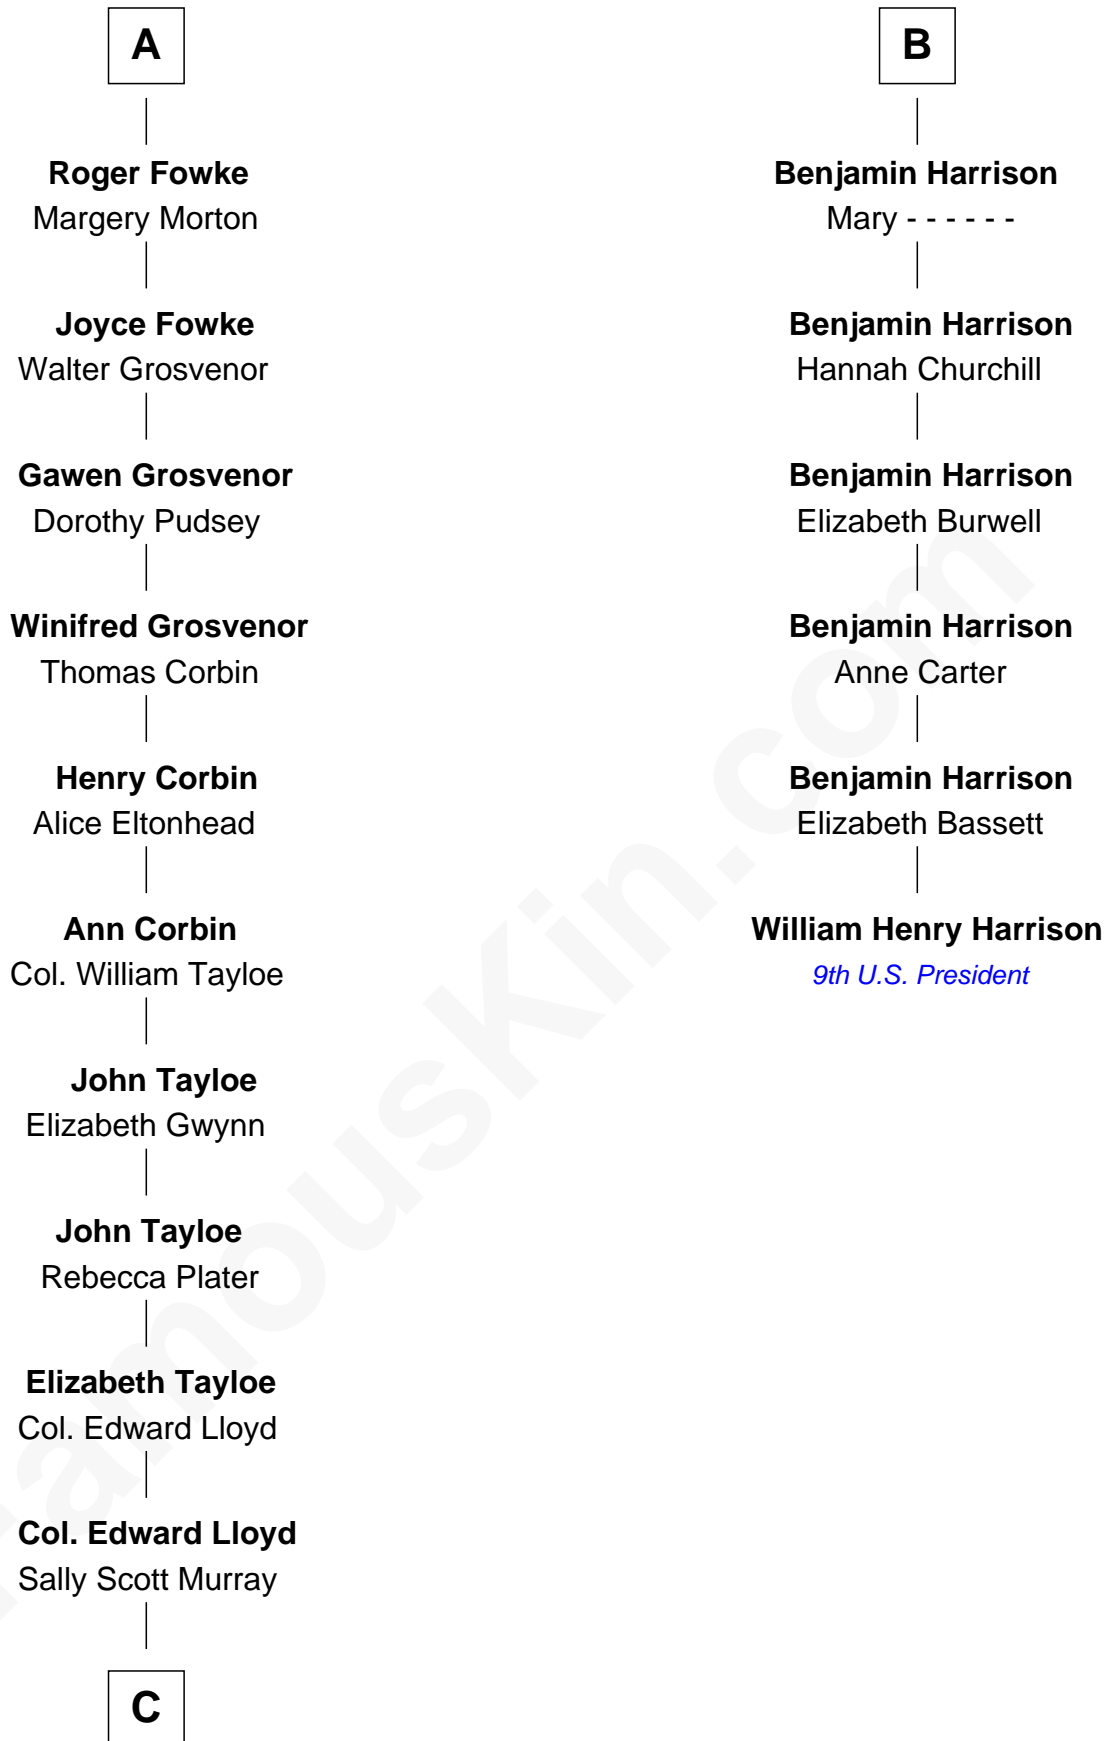 A
Roger Fowke
Margery Morton
Joyce Fowke
Walter Grosvenor
Gawen Grosvenor
Dorothy Pudsey
Winifred Grosvenor
Thomas Corbin
Henry Corbin
Alice Eltonhead
Ann Corbin
Col. William Tayloe
John Tayloe
Elizabeth Gwynn
John Tayloe
Rebecca Plater
Elizabeth Tayloe
Col. Edward Lloyd
Col. Edward Lloyd
Sally Scott Murray
C
B
Benjamin Harrison
Mary - - - - - -
Benjamin Harrison
Hannah Churchill
Benjamin Harrison
Elizabeth Burwell
Benjamin Harrison
Anne Carter
Benjamin Harrison
Elizabeth Bassett
William Henry Harrison
9th U.S. President
FamousKin.com